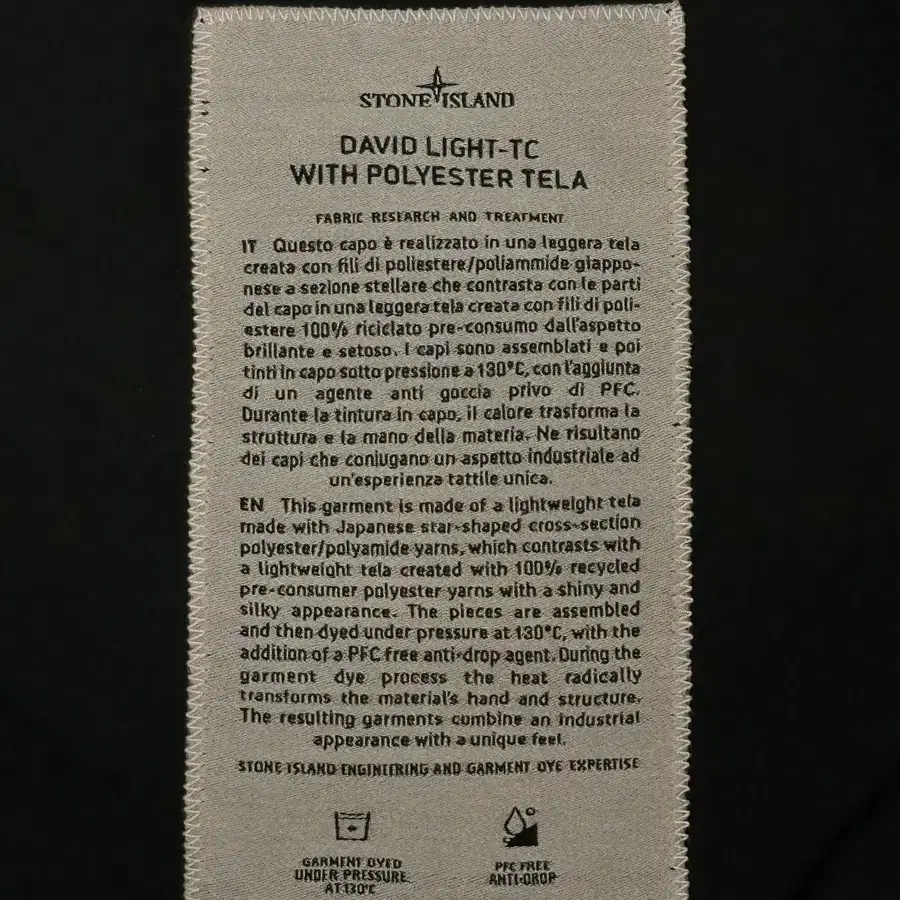 STONE ISLAND
DAVID LIGHT-TC
WITH POLYESTER TELA
FABRIC RESEARCH AND TREATMENT
IT Questo capo è realizzato in una leggera tela
creata con fili di poliestere/poliammide giappo-
nese a sezione stellare che contrasta con le parti
del capo in una leggera tela creata con fili di poli-
estere 100% riciclato pre-consumo dall'aspetto
brillante e setoso. I capi sono assemblati e poi
tinti in capo sotto pressione a 130°C, con l'aggiunta
di un agente anti goccia privo di PFC.
Durante la tintura in capo, il calore trasforma la
struttura e la mano della materia. Ne risultano
dei capi che coniugano un aspetto industriale ad
un'esperienza tattile unica.
EN This garment is made of a lightweight tela
made with Japanese star-shaped cross-section
polyester/polyamide yarns, which contrasts with
a lightweight tela created with 100% recycled
pre-consumer polyester yarns with a shiny and
silky appearance. The pieces are assembled
and then dyed under pressure at 130°C, with the
addition of a PFC free anti-drop agent. During the
garment dye process the heat radically
transforms the material's hand and structure.
The resulting garments combine an industrial
appearance with a unique feel.
STONE ISLAND ENGINEERING AND GARMENT DYE EXPERTISE
GARMENT DYED
UNDER PRESSURE
AT 130°C
PFC FREE
ANTI-DROP